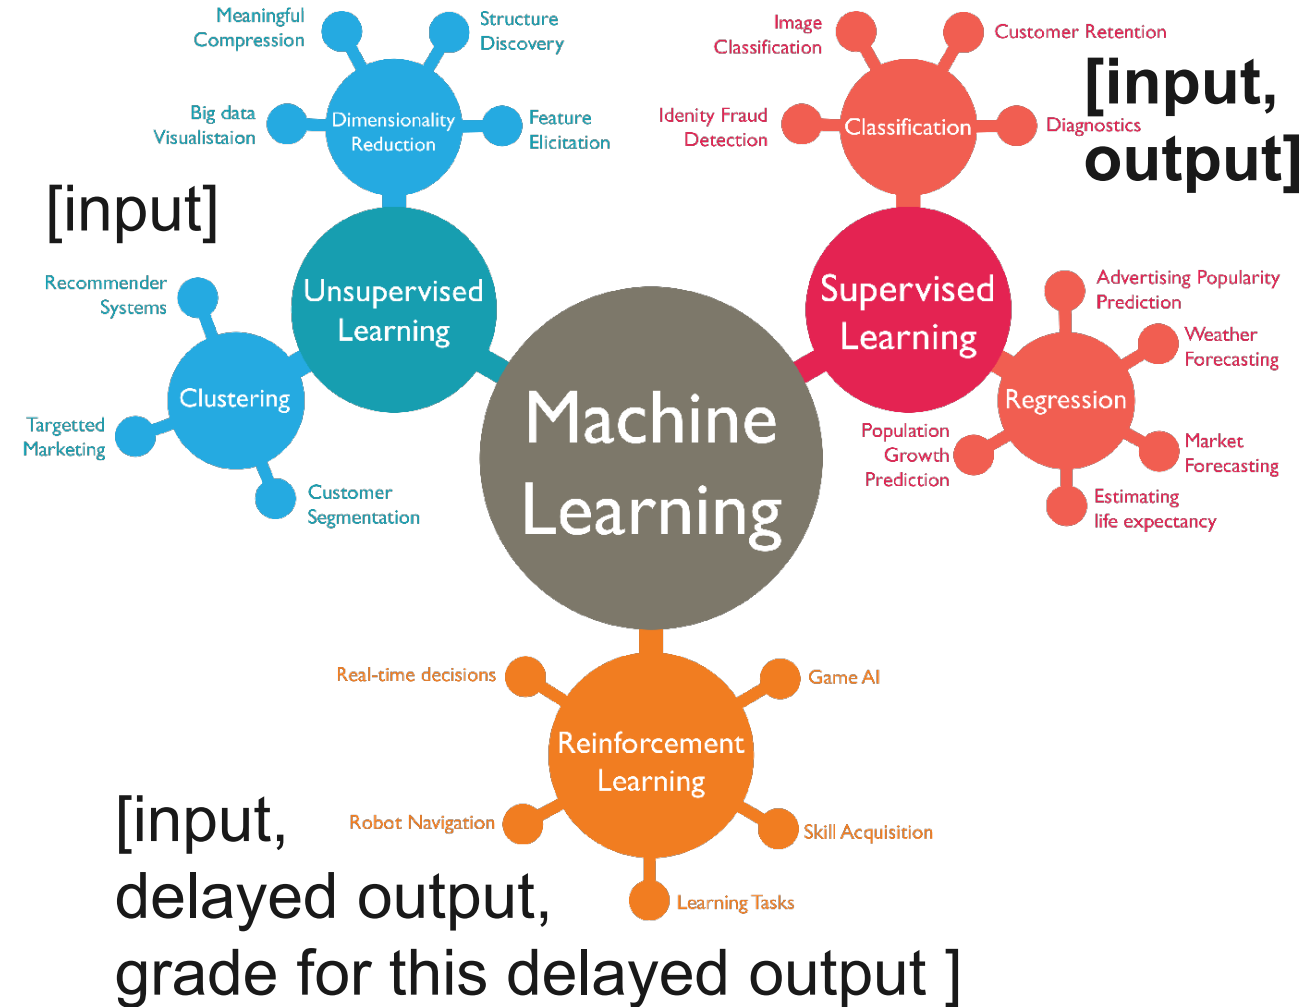 Meaningful
Compression
Structure
Discovery
Big data
Visualistaion
Dimensionality
Reduction
Feature
Elicitation
[input]
Unsupervised
Learning
Recommender
Systems
Clustering
Targetted
Marketing
Customer
Segmentation
Image
Classification
Customer Retention
Idenity Fraud
Detection
Classification
Diagnostics
[input,
output]
Supervised
Learning
Advertising Popularity
Prediction
Weather
Forecasting
Regression
Population
Growth
Prediction
Market
Forecasting
Estimating
life expectancy
Machine
Learning
Real-time decisions
Game AI
Reinforcement
Learning
Robot Navigation
Skill Acquisition
Learning Tasks
[input,
delayed output,
grade for this delayed output ]